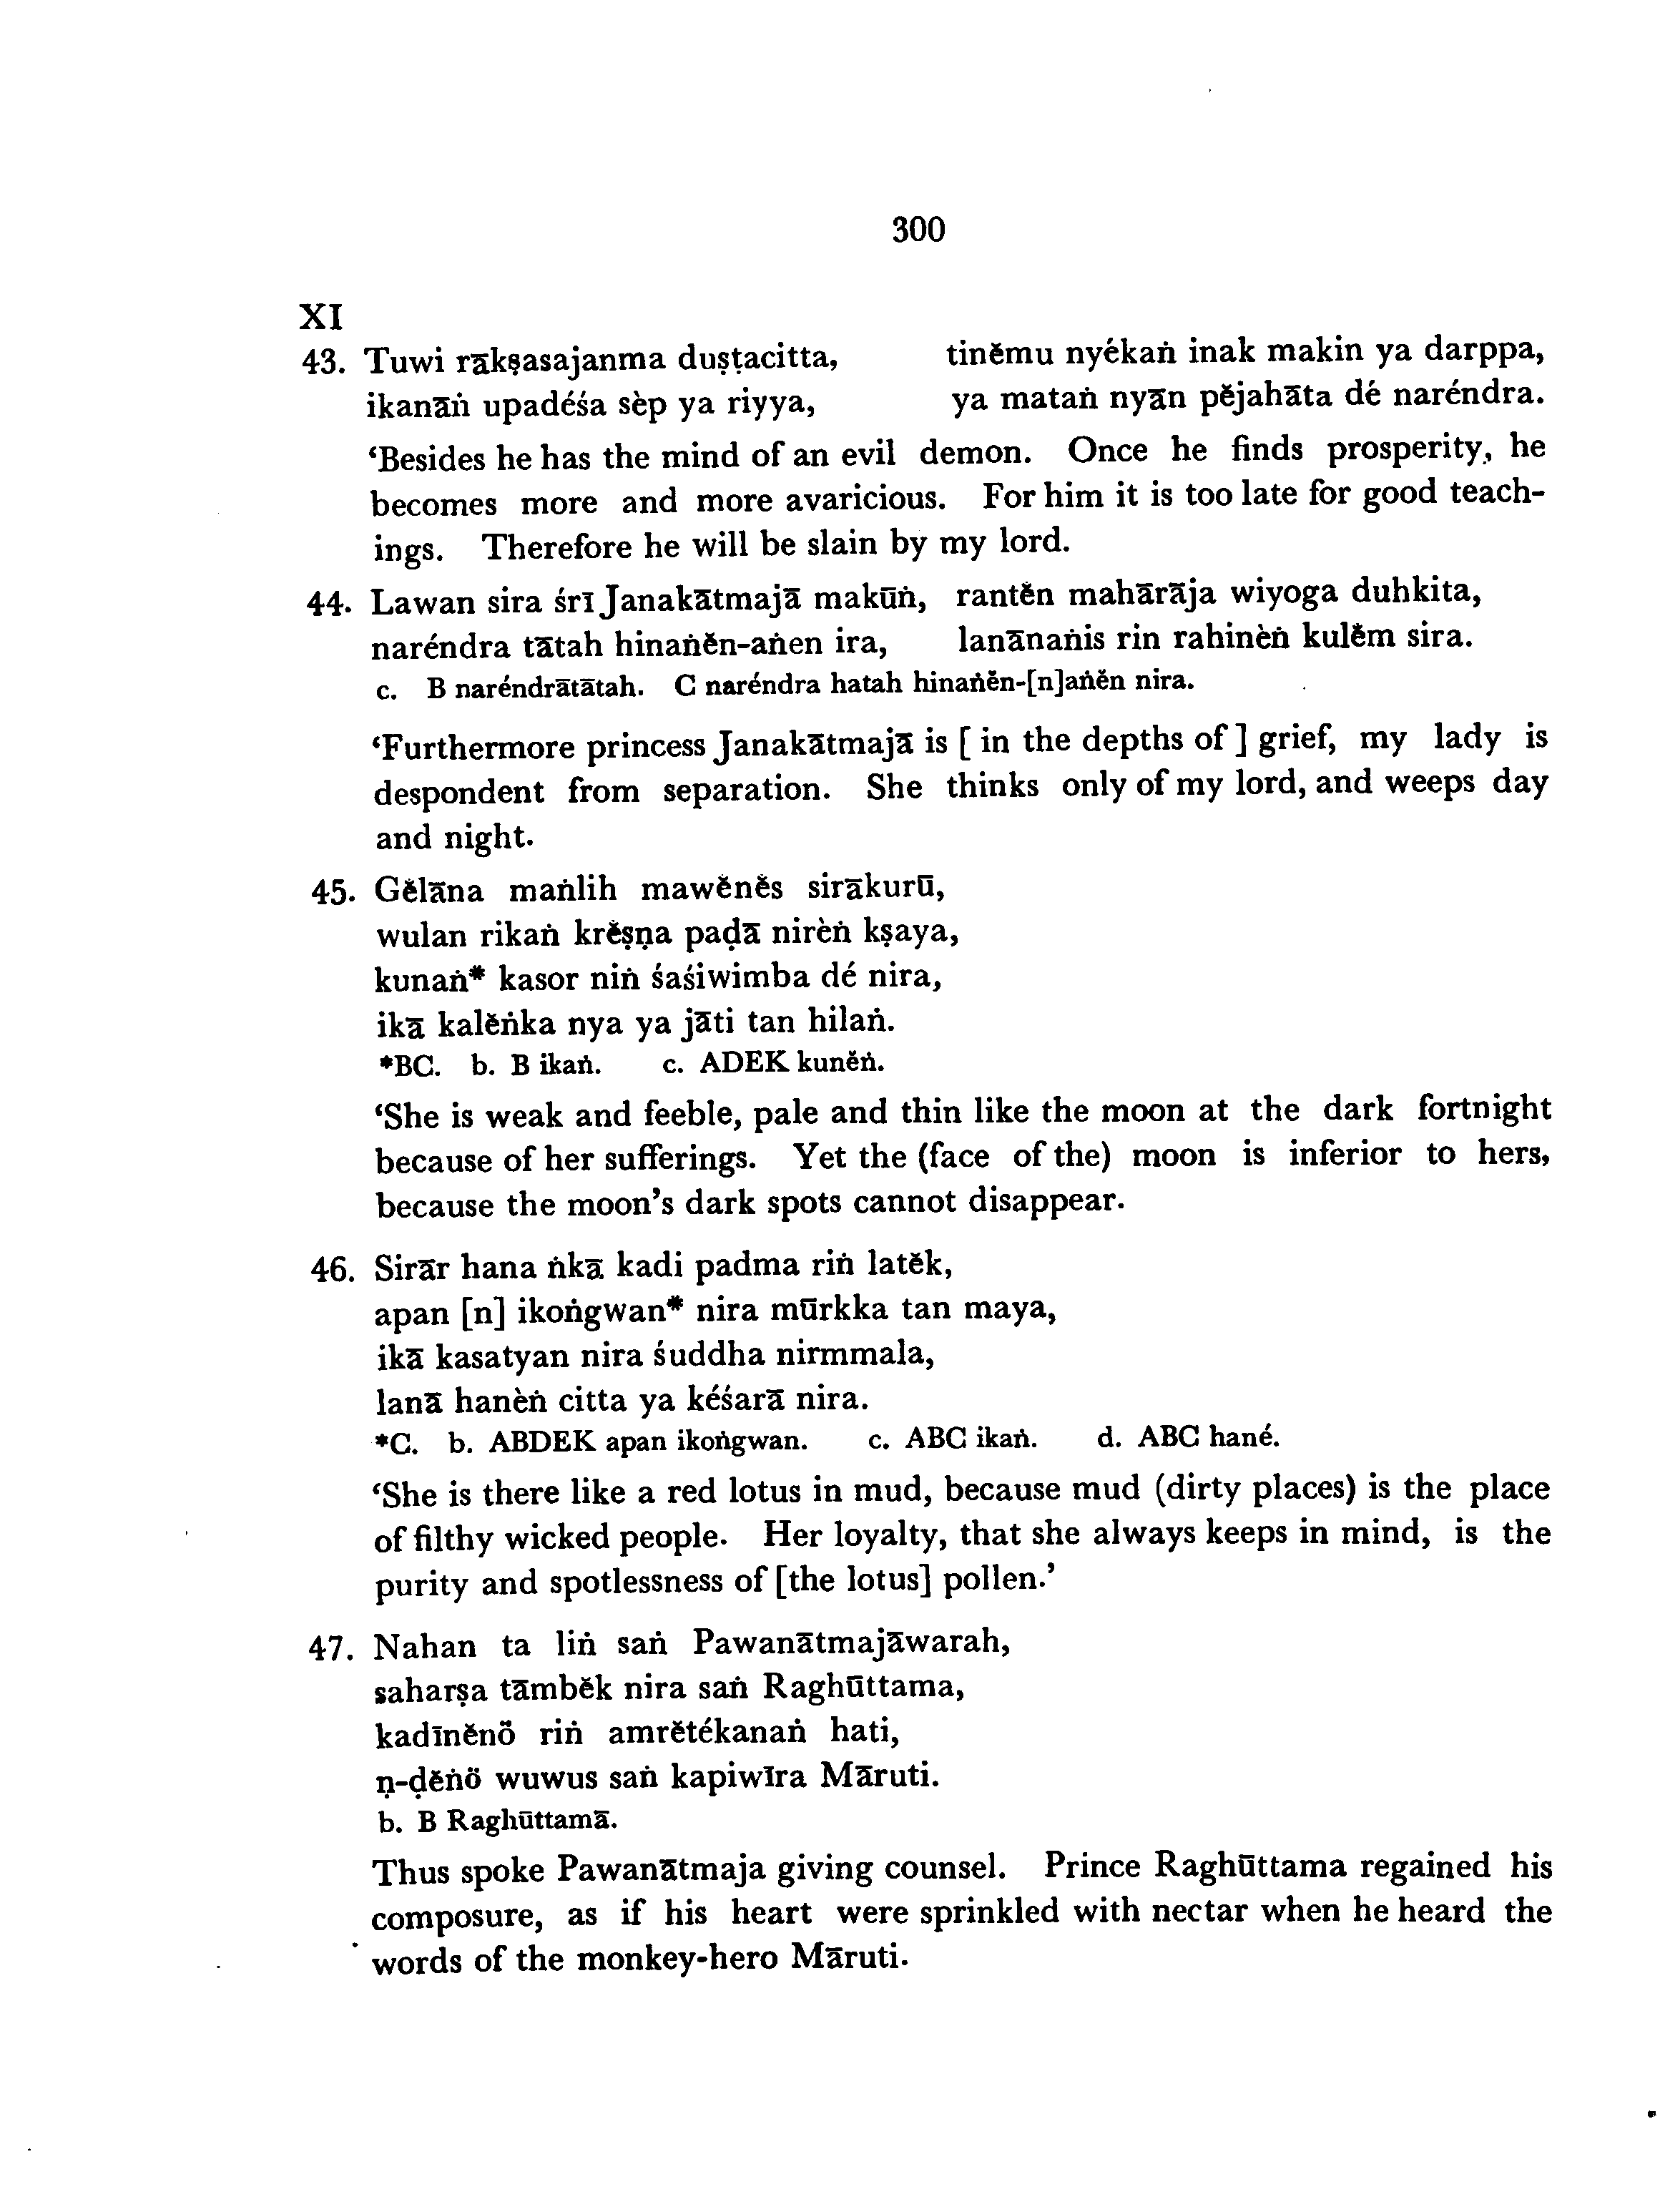 300
XI
43. Tuwi rākṣasajanma duṣṭacitta, tinĕmu nyékaṅ inak makin ya darppa,
ikanāṅ upadéśa sèp ya riyya, ya mataṅ nyān pĕjahāta dé naréndra.
‘Besides he has the mind of an evil demon. Once he finds prosperity, he
becomes more and more avaricious. For him it is too late for good teach-
ings. Therefore he will be slain by my lord.
44. Lawan sira śrī Janakātmajā makūṅ, rantĕn mahārāja wiyoga duhkita,
naréndra tātah hinaṅĕn-aṅen ira, lanānaṅis rin rahinèṅ kulĕm sira.
c. B naréndrātātah. C naréndra hatah hinaṅĕn-[n]aṅĕn nira.
‘Furthermore princess Janakātmajā is [ in the depths of ] grief, my lady is
despondent from separation. She thinks only of my lord, and weeps day
and night.
45. Gĕlāna maṅlih mawĕnĕs sirākurū,
wulan rikaṅ krĕṣṇa paḍā nirèṅ kṣaya,
kunaṅ* kasor niṅ śaśiwimba dé nira,
ikā kalĕṅka nya ya jāti tan hilaṅ.
*BC. b. B ikaṅ. c. ADEK kunĕṅ.
‘She is weak and feeble, pale and thin like the moon at the dark fortnight
because of her sufferings. Yet the (face of the) moon is inferior to hers,
because the moon’s dark spots cannot disappear.
46. Sirār hana ṅkā kadi padma riṅ latĕk,
apan [n] ikoṅgwan* nira mūrkka tan maya,
ikā kasatyan nira śuddha nirmmala,
lanā hanèṅ citta ya kéśarā nira.
*C. b. ABDEK apan ikoṅgwan. c. ABC ikaṅ. d. ABC hané.
‘She is there like a red lotus in mud, because mud (dirty places) is the place
of filthy wicked people. Her loyalty, that she always keeps in mind, is the
purity and spotlessness of [the lotus] pollen.’
47. Nahan ta liṅ saṅ Pawanātmajāwarah,
saharṣa tāmbĕk nira saṅ Raghūttama,
kadīnĕnö̆ riṅ amrĕtékanaṅ hati,
ṇ-ḍĕṅö wuwus saṅ kapiwīra Māruti.
b. B Raghūttamā.
Thus spoke Pawanātmaja giving counsel. Prince Raghūttama regained his
composure, as if his heart were sprinkled with nectar when he heard the
words of the monkey-hero Māruti.